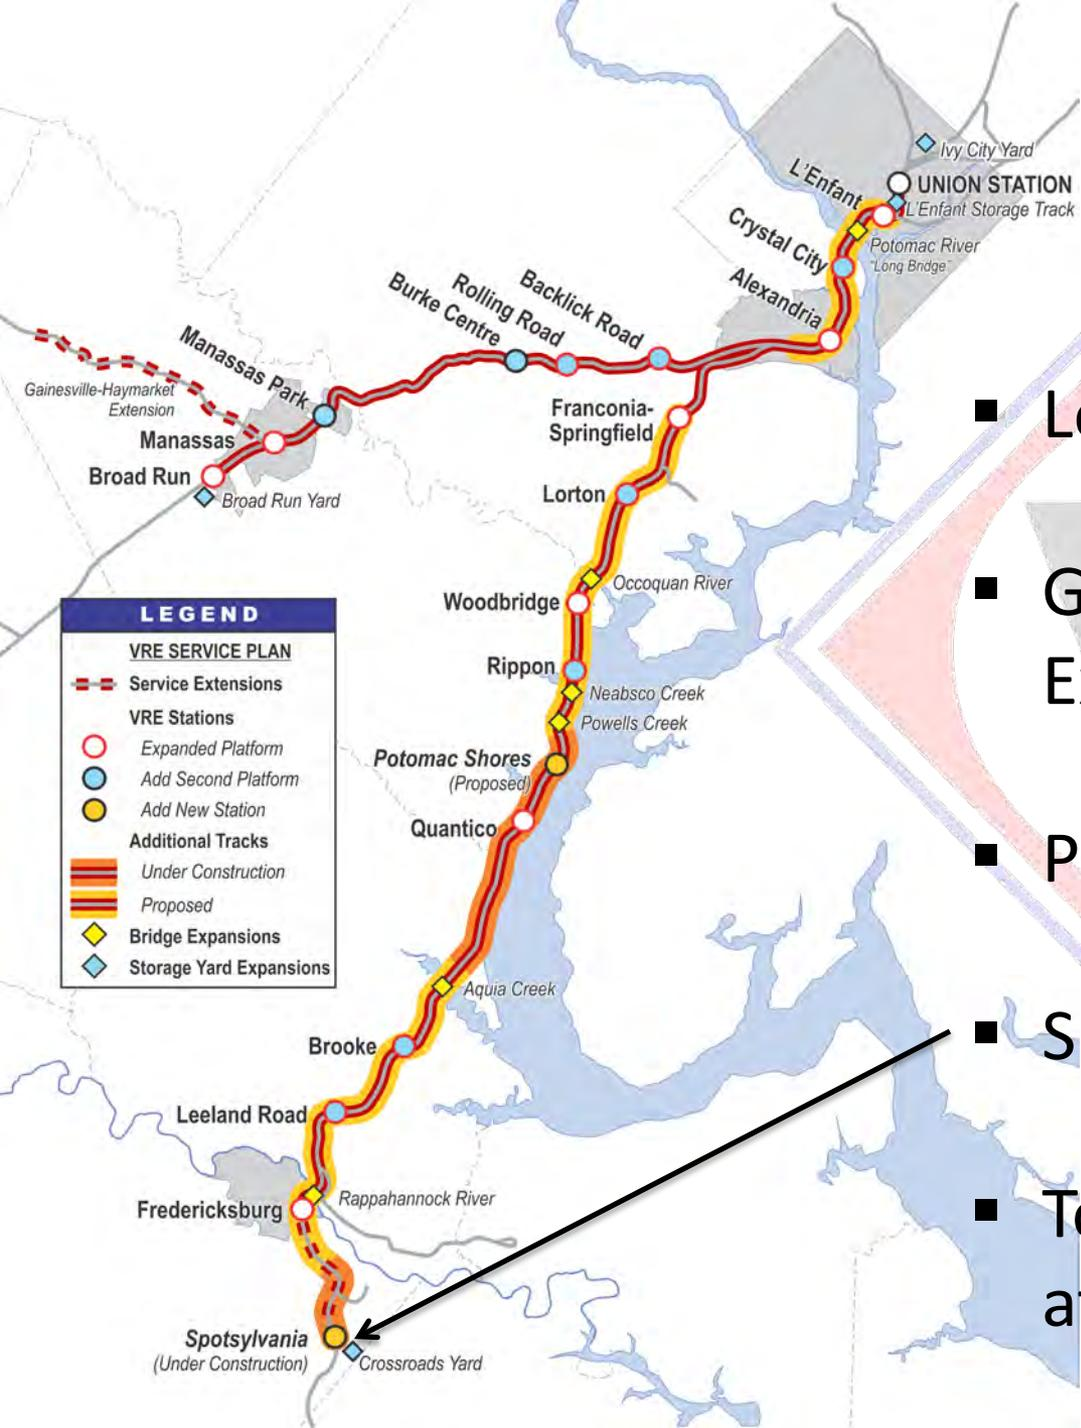 Ivy City Yard
UNION STATION
L'Enfant
L'Enfant Storage Track
Crystal City
Potomac River
"Long Bridge"
Alexandria
Backlick Road
Rolling Road
Burke Centre
Manassas Park
Gainesville-Haymarket
Extension
Manassas
Broad Run
Broad Run Yard
Franconia-
Springfield
Lorton
Occoquan River
Woodbridge
Rippon
Neabsco Creek
Powells Creek
Potomac Shores
(Proposed)
Quantico
Aquia Creek
Brooke
Leeland Road
Rappahannock River
Fredericksburg
Spotsylvania
(Under Construction)
Crossroads Yard
LEGEND
VRE SERVICE PLAN
Service Extensions
VRE Stations
Expanded Platform
Add Second Platform
Add New Station
Additional Tracks
Under Construction
Proposed
Bridge Expansions
Storage Yard Expansions
▪ L
▪ G
E
▪ P
▪ S
▪ T
a